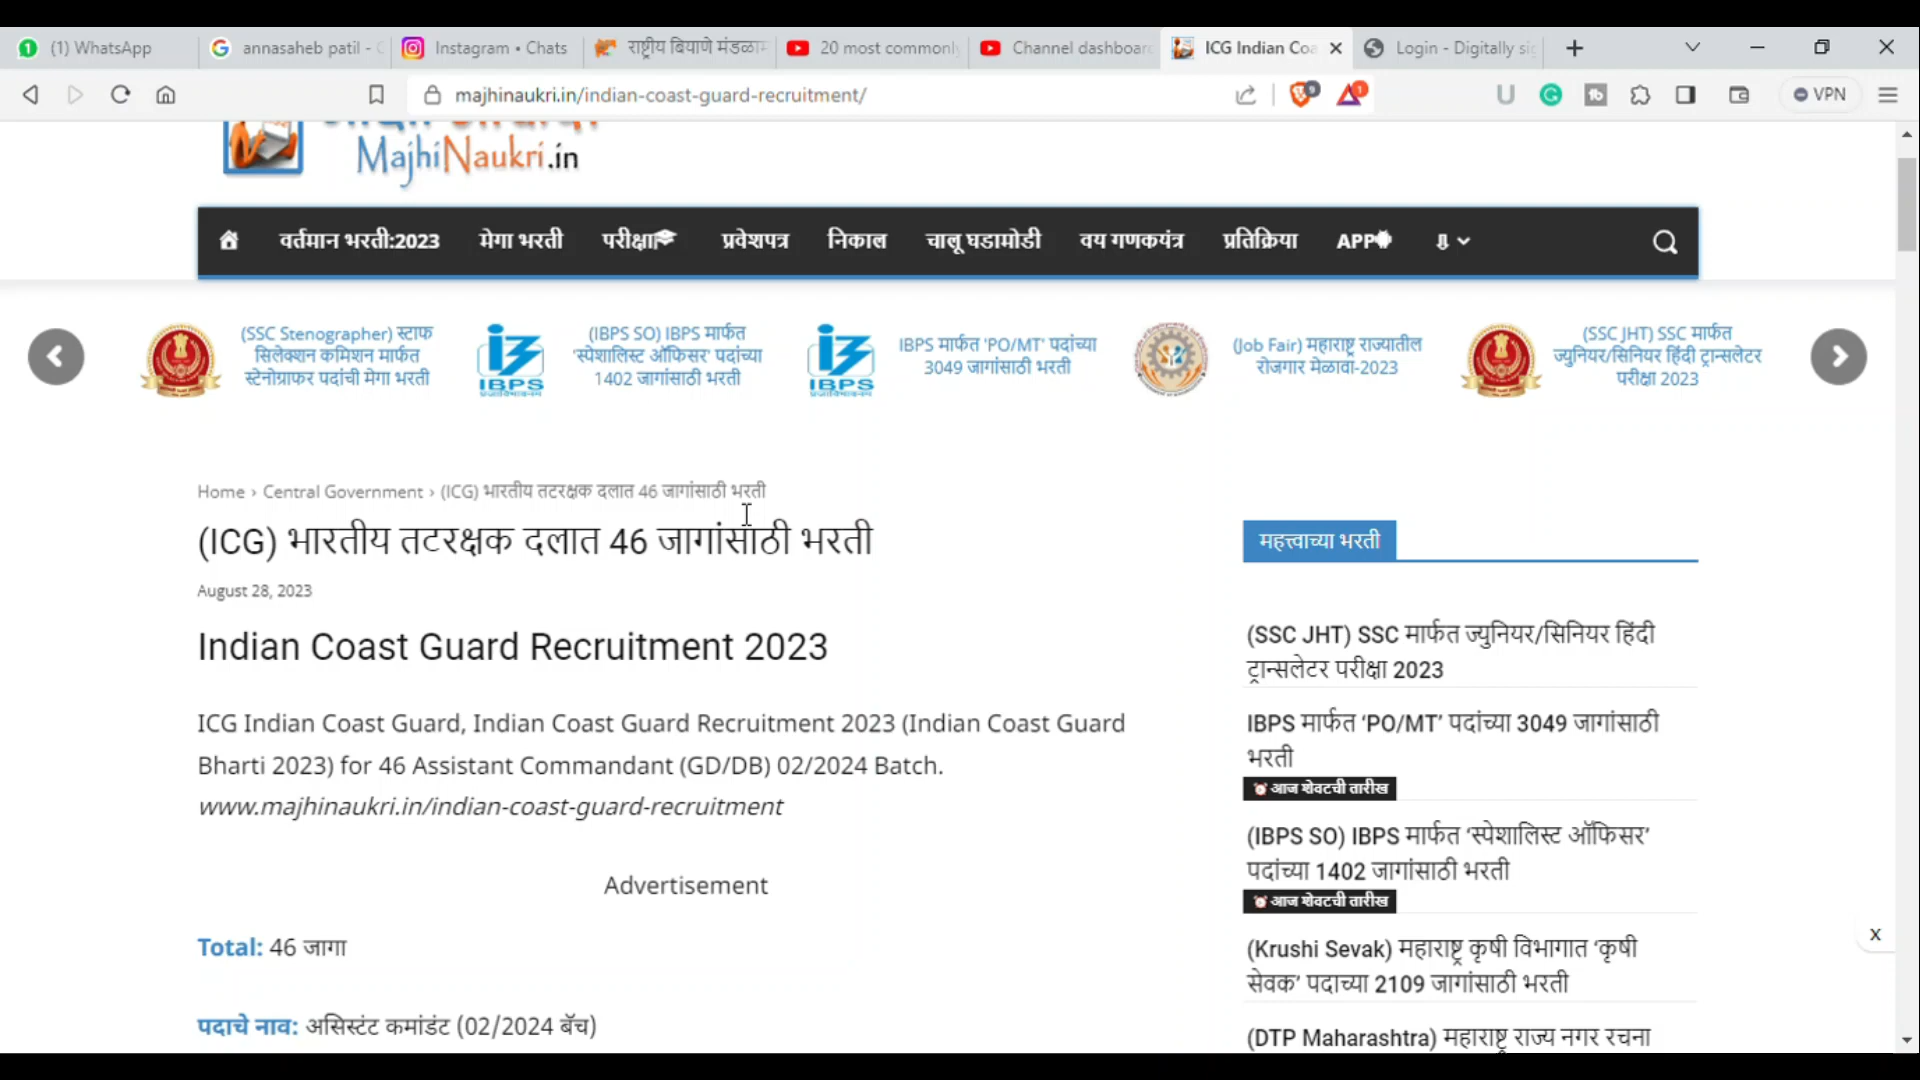 (1) WhatsApp
annasaheb patil -
Instagram • Chats
राष्ट्रीय बियाणे मंडळा
20 most commonl
Channel dashboar
ICG Indian Coa
Login - Digitally si
majhinaukri.in/indian-coast-guard-recruitment/
VPN
MajhiNaukri.in
वर्तमान भरती:2023 मेगा भरती परीक्षा प्रवेशपत्र निकाल चालू घडामोडी वय गणकयंत्र प्रतिक्रिया APP
(SSC Stenographer) स्टाफ
सिलेक्शन कमिशन मार्फत
स्टेनोग्राफर पदांची मेगा भरती
IBPS
(IBPS SO) IBPS मार्फत
'स्पेशालिस्ट ऑफिसर' पदांच्या
1402 जागांसाठी भरती
IBPS
IBPS मार्फत 'PO/MT' पदांच्या
3049 जागांसाठी भरती
(Job Fair) महाराष्ट्र राज्यातील
रोजगार मेळावा-2023
(SSC JHT) SSC मार्फत
ज्युनियर/सिनियर हिंदी ट्रान्सलेटर
परीक्षा 2023
Home › Central Government › (ICG) भारतीय तटरक्षक दलात 46 जागांसाठी भरती
(ICG) भारतीय तटरक्षक दलात 46 जागांसाठी भरती
August 28, 2023
Indian Coast Guard Recruitment 2023
ICG Indian Coast Guard, Indian Coast Guard Recruitment 2023 (Indian Coast Guard
Bharti 2023) for 46 Assistant Commandant (GD/DB) 02/2024 Batch.
www.majhinaukri.in/indian-coast-guard-recruitment
Advertisement
Total: 46 जागा
पदाचे नाव: असिस्टंट कमांडंट (02/2024 बॅच)
महत्त्वाच्या भरती
(SSC JHT) SSC मार्फत ज्युनियर/सिनियर हिंदी
ट्रान्सलेटर परीक्षा 2023
IBPS मार्फत ‘PO/MT’ पदांच्या 3049 जागांसाठी
भरती
आज शेवटची तारीख
(IBPS SO) IBPS मार्फत ‘स्पेशालिस्ट ऑफिसर’
पदांच्या 1402 जागांसाठी भरती
आज शेवटची तारीख
(Krushi Sevak) महाराष्ट्र कृषी विभागात ‘कृषी
सेवक’ पदाच्या 2109 जागांसाठी भरती
(DTP Maharashtra) महाराष्ट्र राज्य नगर रचना
x